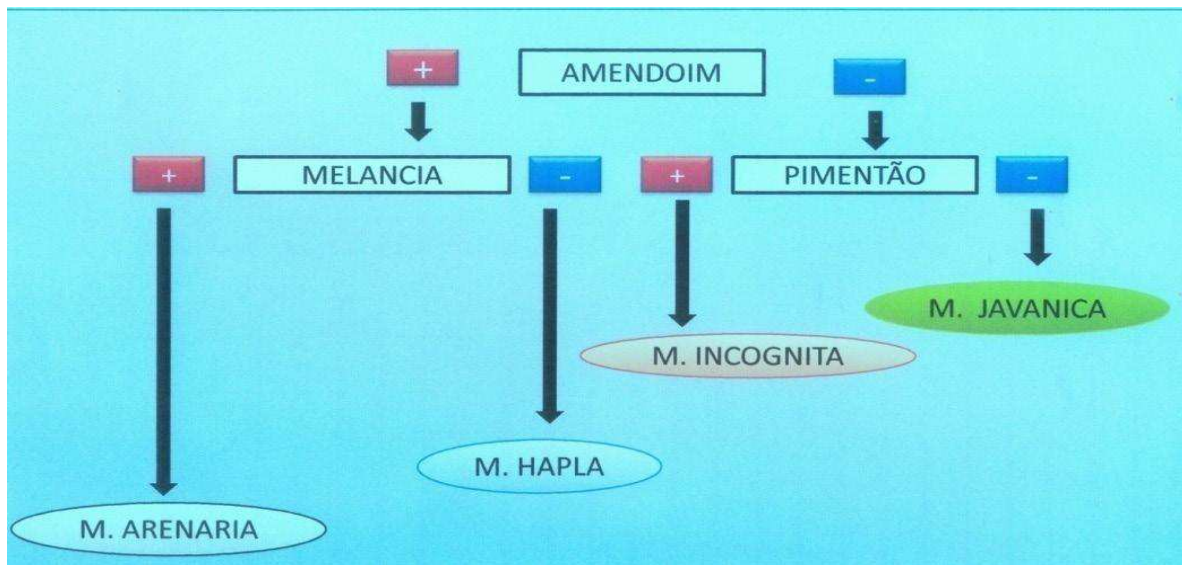 + AMENDOIM -
+ MELANCIA - + PIMENTÃO -
M. JAVANICA
M. INCOGNITA
M. HAPLA
M. ARENARIA